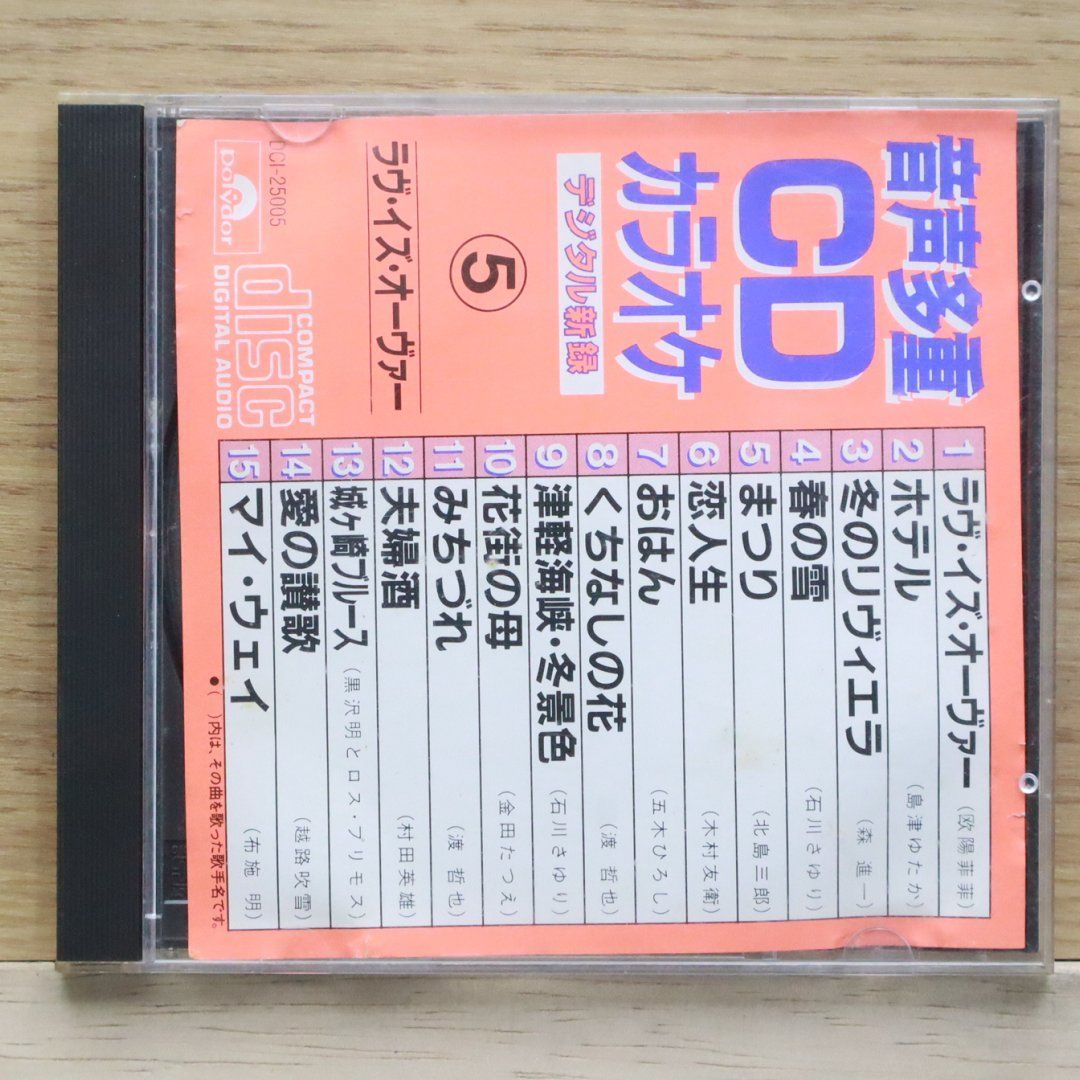 音声多重
CD
カラオケ
デジタル新録
5
ラヴ・イズ・オーヴァー
DCI-25005
polydor
COMPACT
disc
DIGITAL AUDIO
1 ラヴ・イズ・オーヴァー (欧陽菲菲)
2 ホテル (島津ゆたか)
3 冬のリヴィエラ (森進一)
4 春の雪 (石川さゆり)
5 まつり (北島三郎)
6 恋人生 (木村友衛)
7 おはん (五木ひろし)
8 くちなしの花 (渡哲也)
9 津軽海峡・冬景色 (石川さゆり)
10 花街の母 (金田たつえ)
11 みちづれ (渡哲也)
12 夫婦酒 (村田英雄)
13 城ヶ崎ブルース (黒沢明とロス・プリモス)
14 愛の讃歌 (越路吹雪)
15 マイ・ウェイ (布施明)
●( )内は、その曲を歌った歌手名です。